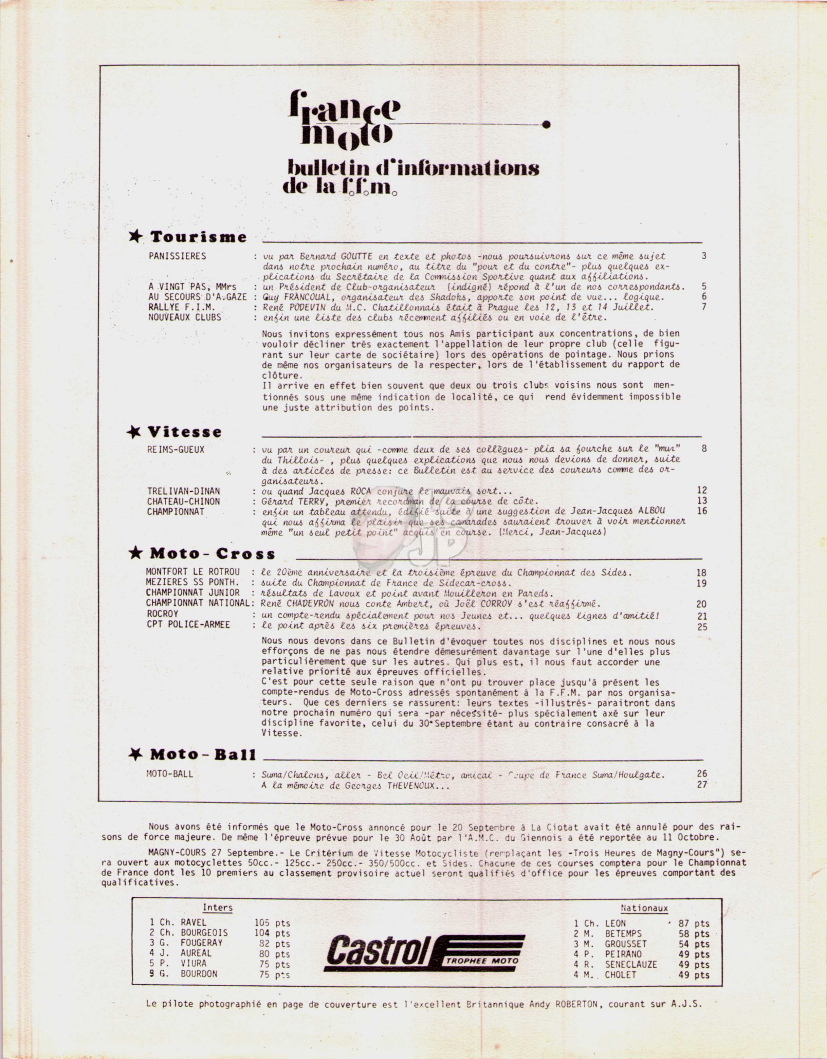 france
moto
bulletin d'informations
de la f.f.m.
★ Tourisme
PANISSIERES : vu par Bernard GOUTTE en texte et photos -nous poursuivrons sur ce même sujet 3
dans notre prochain numéro, au titre du "pour et du contre"- plus quelques ex-
plications du Secrétaire de la Commission Sportive quant aux affiliations.
A VINGT PAS, MMrs : un Président de Club-organisateur (indigné) répond à l'un de nos correspondants. 5
AU SECOURS D'A.GAZE : Guy FRANCOUAL, organisateur des Shadoks, apporte son point de vue... logique. 6
RALLYE F.I.M. : René PODEVIN du M.C. Chatillonnais était à Prague les 12, 13 et 14 Juillet. 7
NOUVEAUX CLUBS : enfin une liste des clubs récemment affiliés ou en voie de l'être.
Nous invitons expressément tous nos Amis participant aux concentrations, de bien
vouloir décliner très exactement l'appellation de leur propre club (celle figu-
rant sur leur carte de sociétaire) lors des opérations de pointage. Nous prions
de même nos organisateurs de la respecter, lors de l'établissement du rapport de
clôture.
Il arrive en effet bien souvent que deux ou trois clubs voisins nous sont men-
tionnés sous une même indication de localité, ce qui rend évidemment impossible
une juste attribution des points.
★ Vitesse
REIMS-GUEUX : vu par un coureur qui -comme deux de ses collègues- plia sa fourche sur le "mur" 8
du Thillois- , plus quelques explications que nous nous devions de donner, suite
à des articles de presse: ce Bulletin est au service des coureurs comme des or-
ganisateurs.
TRELIVAN-DINAN : ou quand Jacques ROCA conjure le mauvais sort... 12
CHATEAU-CHINON : Gérard TERRY, premier recordman de la course de côte. 13
CHAMPIONNAT : enfin un tableau attendu, édifié suite à une suggestion de Jean-Jacques ALBOU 16
qui nous affirma le plaisir que ses camarades sauraient trouver à voir mentionner
même "un seul petit point" acquis en course. (Merci, Jean-Jacques)
★ Moto-Cross
MONTFORT LE ROTROU : le 20ème anniversaire et la troisième épreuve du Championnat des Sides. 18
MEZIERES SS PONTH. : suite du Championnat de France de Sidecar-cross. 19
CHAMPIONNAT JUNIOR : résultats de Lavoux et point avant Mouilleron en Pareds.
CHAMPIONNAT NATIONAL: René CHADEYRON nous conte Ambert, où Joël CORROY s'est réaffirmé. 20
ROCROY : un compte-rendu spécialement pour nos Jeunes et... quelques lignes d'amitié! 21
CPT POLICE-ARMEE : le point après les six premières épreuves. 25
Nous nous devons dans ce Bulletin d'évoquer toutes nos disciplines et nous nous
efforçons de ne pas nous étendre démesurément davantage sur l'une d'elles plus
particulièrement que sur les autres. Qui plus est, il nous faut accorder une
relative priorité aux épreuves officielles.
C'est pour cette seule raison que n'ont pu trouver place jusqu'à présent les
compte-rendus de Moto-Cross adressés spontanément à la F.F.M. par nos organisa-
teurs. Que ces derniers se rassurent: leurs textes -illustrés- paraitront dans
notre prochain numéro qui sera -par nécessité- plus spécialement axé sur leur
discipline favorite, celui du 30 Septembre étant au contraire consacré à la
Vitesse.
★ Moto-Ball
MOTO-BALL : Suma/Chalons, aller - Bel Oeil/Métro, amical - Coupe de France Suma/Houlgate. 26
A la mémoire de Georges THEVENOUX... 27
Nous avons été informés que le Moto-Cross annoncé pour le 20 Septembre à La Ciotat avait été annulé pour des rai-
sons de force majeure. De même l'épreuve prévue pour le 30 Août par l'A.M.C. du Giennois a été reportée au 11 Octobre.
MAGNY-COURS 27 Septembre.- Le Critérium de Vitesse Motocycliste (remplaçant les -Trois Heures de Magny-Cours") se-
ra ouvert aux motocyclettes 50cc.- 125cc.- 250cc.- 350/500cc. et Sides. Chacune de ces courses comptera pour le Championnat
de France dont les 10 premiers au classement provisoire actuel seront qualifiés d'office pour les épreuves comportant des
qualificatives.
Inters
1 Ch. RAVEL 105 pts
2 Ch. BOURGEOIS 104 pts
3 G. FOUGERAY 82 pts
4 J. AUREAL 80 pts
5 P. VIURA 75 pts
5 G. BOURDON 75 pts
Castrol
TROPHEE MOTO
Nationaux
1 Ch. LEON 87 pts
2 M. BETEMPS 58 pts
3 M. GROUSSET 54 pts
4 P. PEIRANO 49 pts
4 R. SENECLAUZE 49 pts
4 M. CHOLET 49 pts
Le pilote photographié en page de couverture est l'excellent Britannique Andy ROBERTON, courant sur A.J.S.